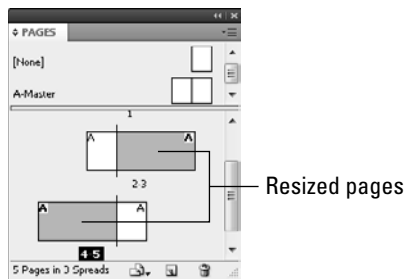 PAGES
[None]
A-Master
1
A A
2-3
Resized pages
A A
4-5
5 Pages in 3 Spreads